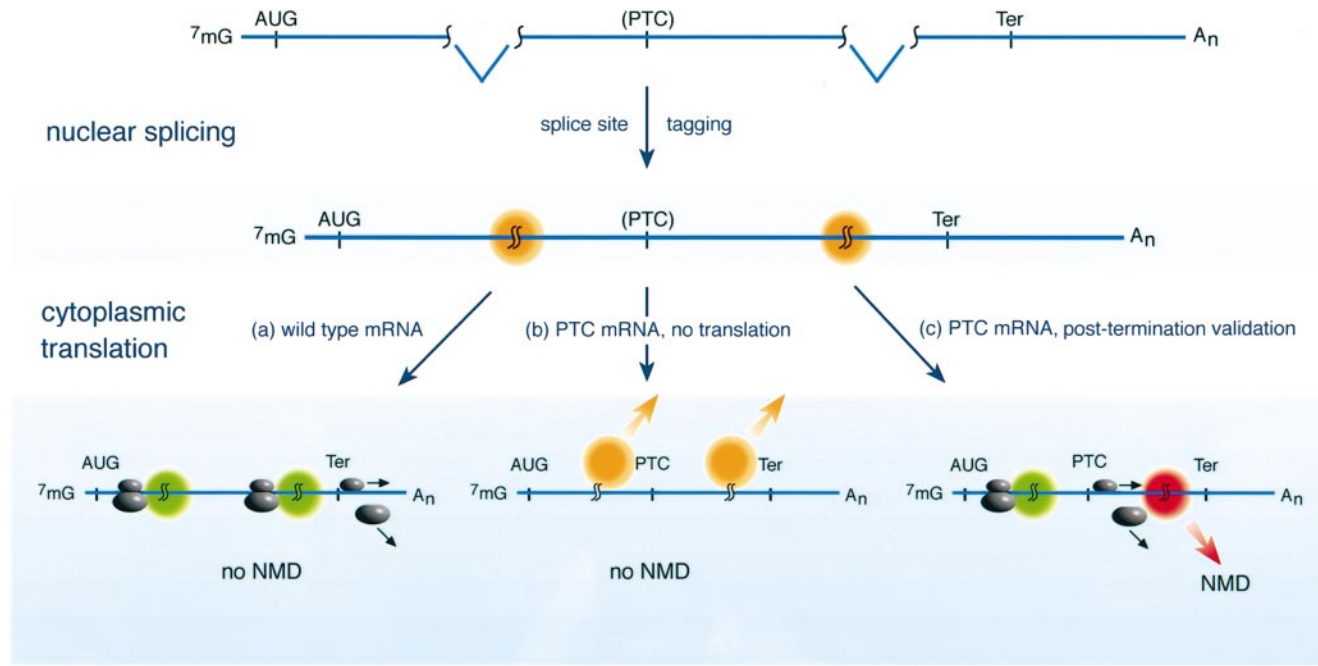 AUG (PTC) Ter
7mG An
nuclear splicing
splice site tagging
AUG (PTC) Ter
7mG An
cytoplasmic
translation
(a) wild type mRNA
(b) PTC mRNA, no translation
(c) PTC mRNA, post-termination validation
AUG Ter
7mG An
no NMD
AUG PTC Ter
7mG An
no NMD
AUG PTC Ter
7mG An
NMD